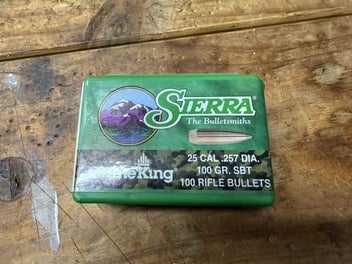 SIERRA®
The Bulletsmiths
25 CAL .257 DIA.
100 GR. SBT
100 RIFLE BULLETS